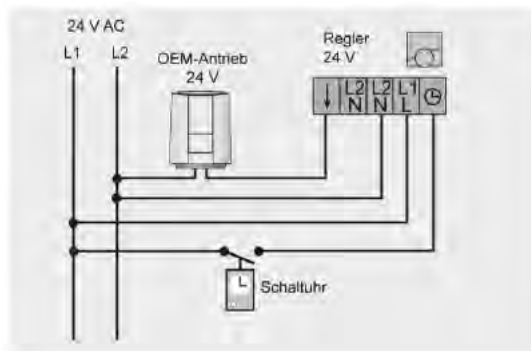 24 V AC
L1 L2
OEM-Antrieb
24 V
Regler
24 V
L2 L2 L1
N N L
Schaltuhr